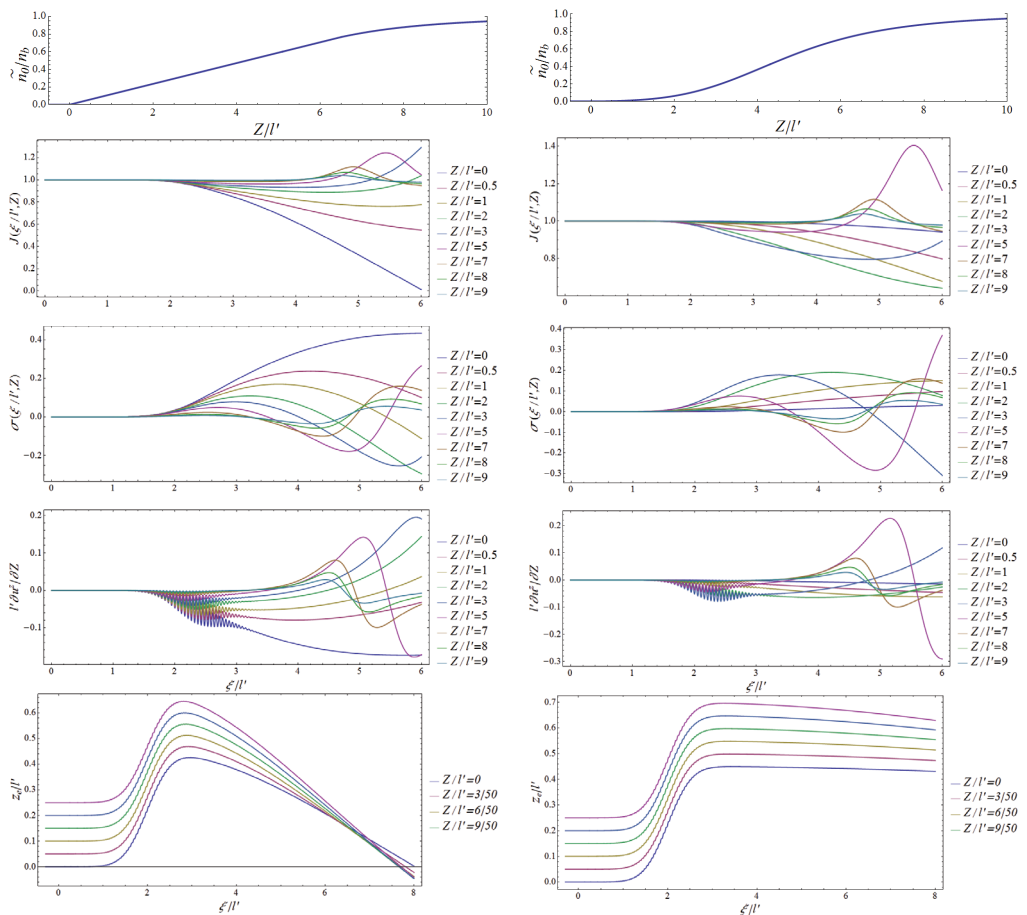 1.0
0.8
0.6
0.4
0.2
0.0
ñ₀/n_b
0 2 4 6 8 10
Z/l'
1.0
0.8
0.6
0.4
0.2
0.0
ñ₀/n_b
0 2 4 6 8 10
Z/l'
1.2
1.0
0.8
0.6
0.4
0.2
0.0
J(ξ/l',Z)
0 1 2 3 4 5 6
Z/l'=0
Z/l'=0.5
Z/l'=1
Z/l'=2
Z/l'=3
Z/l'=5
Z/l'=7
Z/l'=8
Z/l'=9
1.4
1.2
1.0
0.8
J(ξ/l',Z)
0 1 2 3 4 5 6
Z/l'=0
Z/l'=0.5
Z/l'=1
Z/l'=2
Z/l'=3
Z/l'=5
Z/l'=7
Z/l'=8
Z/l'=9
0.4
0.2
0.0
−0.2
σ(ξ/l',Z)
0 1 2 3 4 5 6
Z/l'=0
Z/l'=0.5
Z/l'=1
Z/l'=2
Z/l'=3
Z/l'=5
Z/l'=7
Z/l'=8
Z/l'=9
0.4
0.3
0.2
0.1
0.0
−0.1
−0.2
−0.3
σ(ξ/l',Z)
0 1 2 3 4 5 6
Z/l'=0
Z/l'=0.5
Z/l'=1
Z/l'=2
Z/l'=3
Z/l'=5
Z/l'=7
Z/l'=8
Z/l'=9
0.2
0.1
0.0
−0.1
l'∂u^z/∂Z
0 1 2 3 4 5 6
ξ/l'
Z/l'=0
Z/l'=0.5
Z/l'=1
Z/l'=2
Z/l'=3
Z/l'=5
Z/l'=7
Z/l'=8
Z/l'=9
0.2
0.1
0.0
−0.1
−0.2
−0.3
l'∂u^z/∂Z
0 1 2 3 4 5 6
ξ/l'
Z/l'=0
Z/l'=0.5
Z/l'=1
Z/l'=2
Z/l'=3
Z/l'=5
Z/l'=7
Z/l'=8
Z/l'=9
0.6
0.5
0.4
0.3
0.2
0.1
0.0
z_e/l'
0 2 4 6 8
ξ/l'
Z/l'=0
Z/l'=3/50
Z/l'=6/50
Z/l'=9/50
0.7
0.6
0.5
0.4
0.3
0.2
0.1
0.0
z_e/l'
0 2 4 6 8
ξ/l'
Z/l'=0
Z/l'=3/50
Z/l'=6/50
Z/l'=9/50